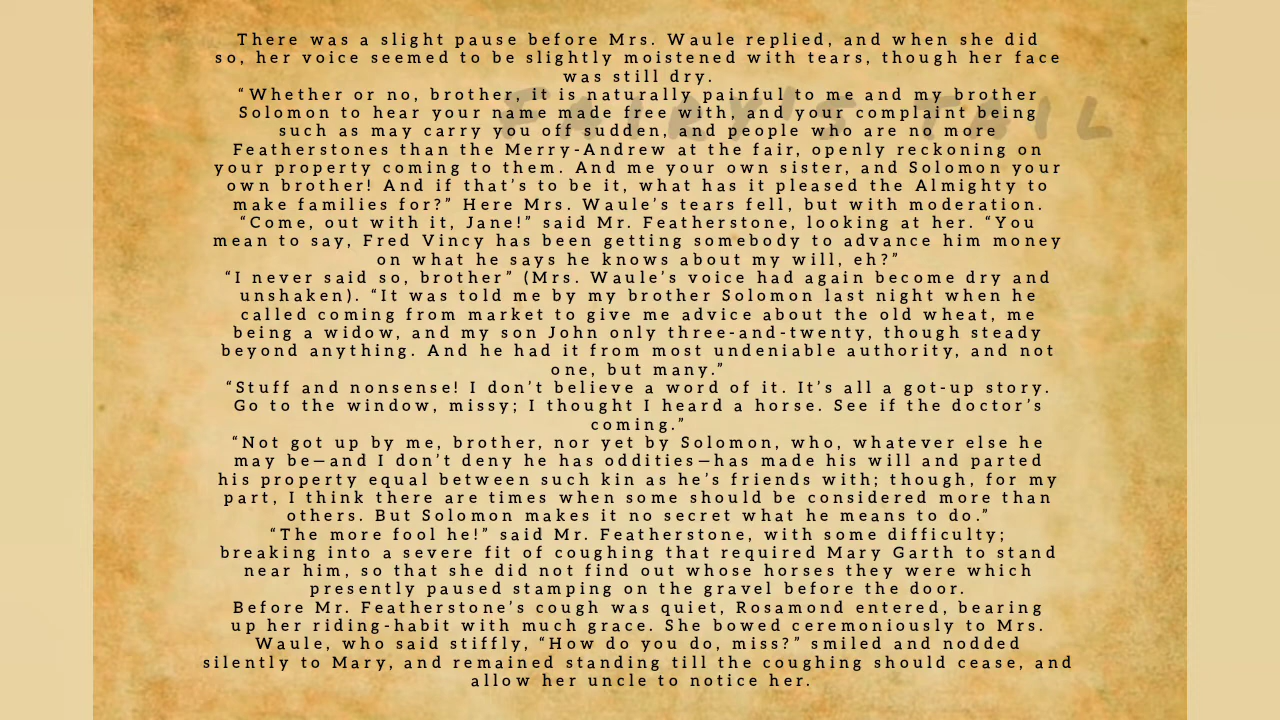 There was a slight pause before Mrs. Waule replied, and when she did
so, her voice seemed to be slightly moistened with tears, though her face
was still dry.
“Whether or no, brother, it is naturally painful to me and my brother
Solomon to hear your name made free with, and your complaint being
such as may carry you off sudden, and people who are no more
Featherstones than the Merry-Andrew at the fair, openly reckoning on
your property coming to them. And me your own sister, and Solomon your
own brother! And if that’s to be it, what has it pleased the Almighty to
make families for?” Here Mrs. Waule’s tears fell, but with moderation.
“Come, out with it, Jane!” said Mr. Featherstone, looking at her. “You
mean to say, Fred Vincy has been getting somebody to advance him money
on what he says he knows about my will, eh?”
“I never said so, brother” (Mrs. Waule’s voice had again become dry and
unshaken). “It was told me by my brother Solomon last night when he
called coming from market to give me advice about the old wheat, me
being a widow, and my son John only three-and-twenty, though steady
beyond anything. And he had it from most undeniable authority, and not
one, but many.”
“Stuff and nonsense! I don’t believe a word of it. It’s all a got-up story.
Go to the window, missy; I thought I heard a horse. See if the doctor’s
coming.”
“Not got up by me, brother, nor yet by Solomon, who, whatever else he
may be—and I don’t deny he has oddities—has made his will and parted
his property equal between such kin as he’s friends with; though, for my
part, I think there are times when some should be considered more than
others. But Solomon makes it no secret what he means to do.”
“The more fool he!” said Mr. Featherstone, with some difficulty;
breaking into a severe fit of coughing that required Mary Garth to stand
near him, so that she did not find out whose horses they were which
presently paused stamping on the gravel before the door.
Before Mr. Featherstone’s cough was quiet, Rosamond entered, bearing
up her riding-habit with much grace. She bowed ceremoniously to Mrs.
Waule, who said stiffly, “How do you do, miss?” smiled and nodded
silently to Mary, and remained standing till the coughing should cease, and
allow her uncle to notice her.
FAIRY'S TAIL